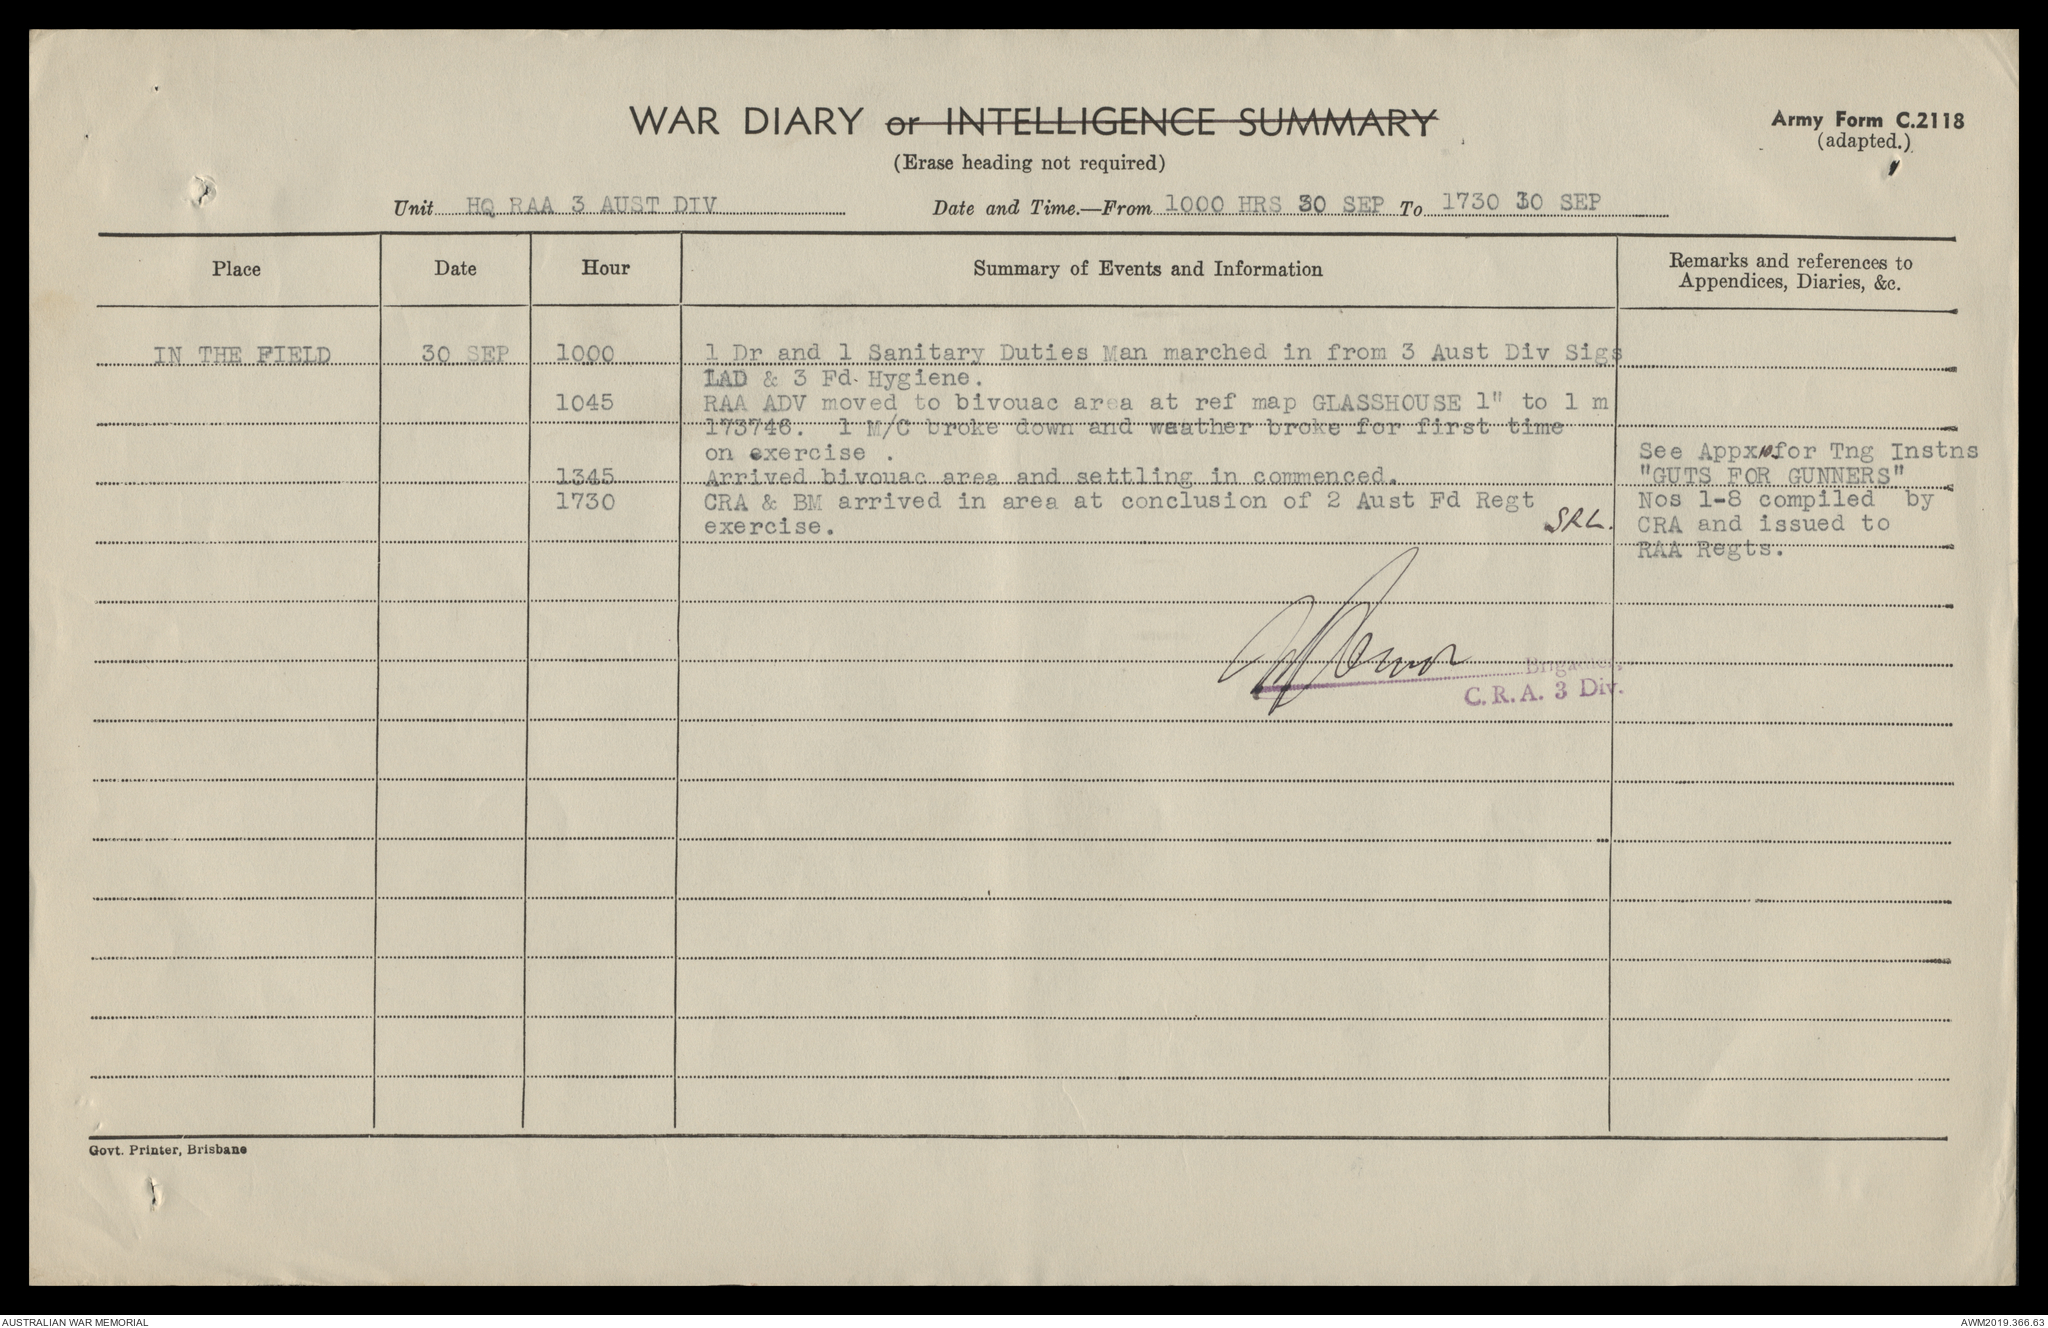 WAR DIARY or INTELLIGENCE SUMMARY
Army Form C.2118
(adapted.)
(Erase heading not required)
Unit HQ RAA 3 AUST DIV Date and Time.—From 1000 HRS 30 SEP To 1730 30 SEP
Place Date Hour Summary of Events and Information Remarks and references to
Appendices, Diaries, &c.
IN THE FIELD 30 SEP 1000 1 Dr and 1 Sanitary Duties Man marched in from 3 Aust Div Sigs
LAD & 3 Fd Hygiene.
1045 RAA ADV moved to bivouac area at ref map GLASSHOUSE 1" to 1 m
173746. 1 M/C broke down and weather broke for first time
on exercise . See Appx 10. for Tng Instns
1345 Arrived bivouac area and settling in commenced. "GUTS FOR GUNNERS"
1730 CRA & BM arrived in area at conclusion of 2 Aust Fd Regt Nos 1-8 compiled by
exercise. SRL. CRA and issued to
RAA Regts.
Brigadier,
C. R. A. 3 Div.
Govt. Printer, Brisbane
AUSTRALIAN WAR MEMORIAL AWM2019.366.63